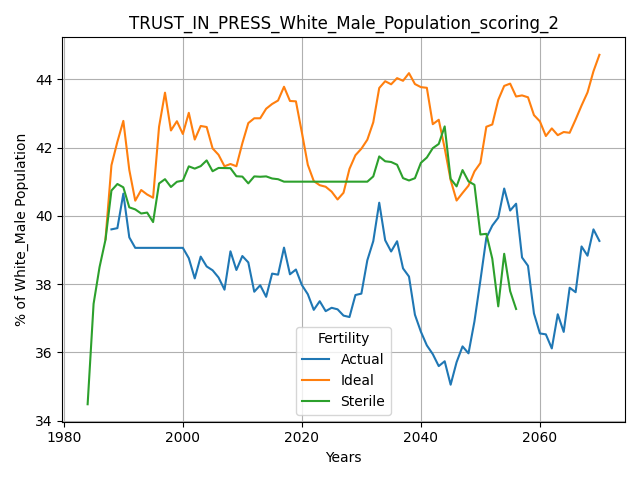 TRUST_IN_PRESS_White_Male_Population_scoring_2
% of White_Male Population
44
42
40
38
36
34
Fertility
Actual
Ideal
Sterile
1980
2000
2020
2040
2060
Years